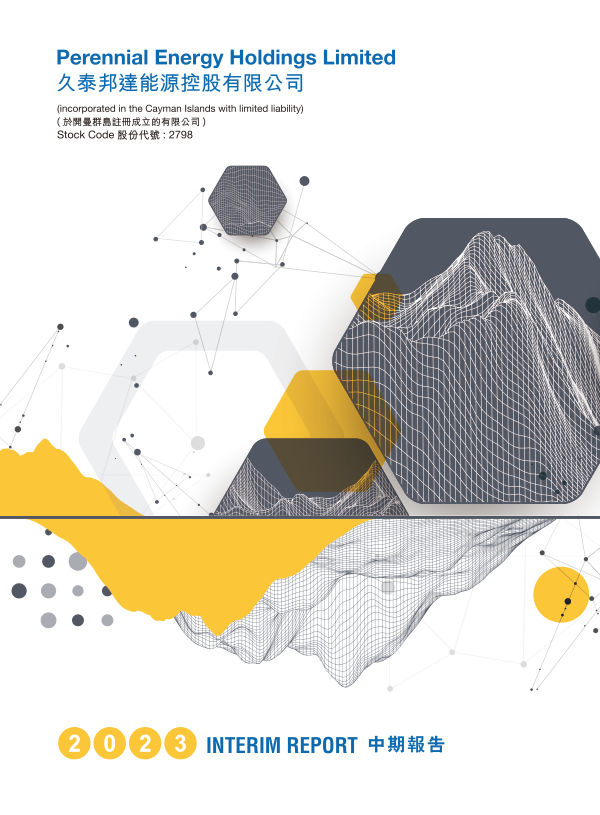 Perennial Energy Holdings Limited
久泰邦達能源控股有限公司
(incorporated in the Cayman Islands with limited liability)
(於開曼群島註冊成立的有限公司)
Stock Code 股份代號 : 2798
2023 INTERIM REPORT 中期報告